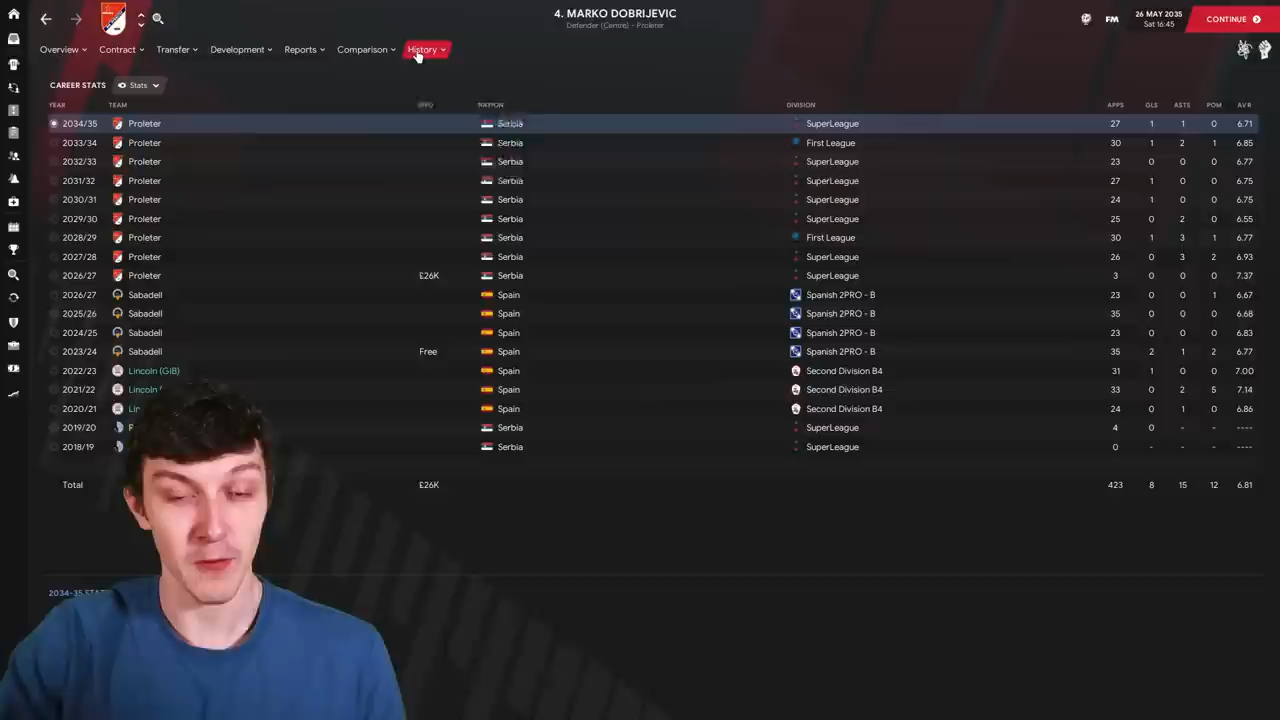 4. MARKO DOBRIJEVIC
Defender (Centre) - Proleter
26 MAY 2035
Sat 16:45
FM
CONTINUE
Overview Contract Transfer Development Reports Comparison History
CAREER STATS Stats
YEAR TEAM DIVISION APPS GLS ASTS POM AVR
2034/35 Proleter Serbia SuperLeague 27 1 1 0 6.71
2033/34 Proleter Serbia First League 30 1 2 1 6.85
2032/33 Proleter Serbia SuperLeague 23 0 0 0 6.77
2031/32 Proleter Serbia SuperLeague 27 1 0 0 6.75
2030/31 Proleter Serbia SuperLeague 24 1 0 0 6.75
2029/30 Proleter Serbia SuperLeague 25 0 2 0 6.55
2028/29 Proleter Serbia First League 30 1 3 1 6.77
2027/28 Proleter Serbia SuperLeague 26 0 3 2 6.93
2026/27 Proleter £26K Serbia SuperLeague 3 0 0 0 7.37
2026/27 Sabadell Spain Spanish 2PRO - B 23 0 0 1 6.67
2025/26 Sabadell Spain Spanish 2PRO - B 35 0 0 0 6.68
2024/25 Sabadell Spain Spanish 2PRO - B 23 0 0 0 6.83
2023/24 Sabadell Free Spain Spanish 2PRO - B 35 2 1 2 6.77
2022/23 Lincoln (GIB) Spain Second Division B4 31 1 0 0 7.00
2021/22 Lincoln ( Spain Second Division B4 33 0 2 5 7.14
2020/21 Lin Spain Second Division B4 24 0 1 0 6.86
2019/20 Serbia SuperLeague 4 0 - - ----
2018/19 Serbia SuperLeague 0 - - - ----
Total £26K 423 8 15 12 6.81
2034-35 STAT